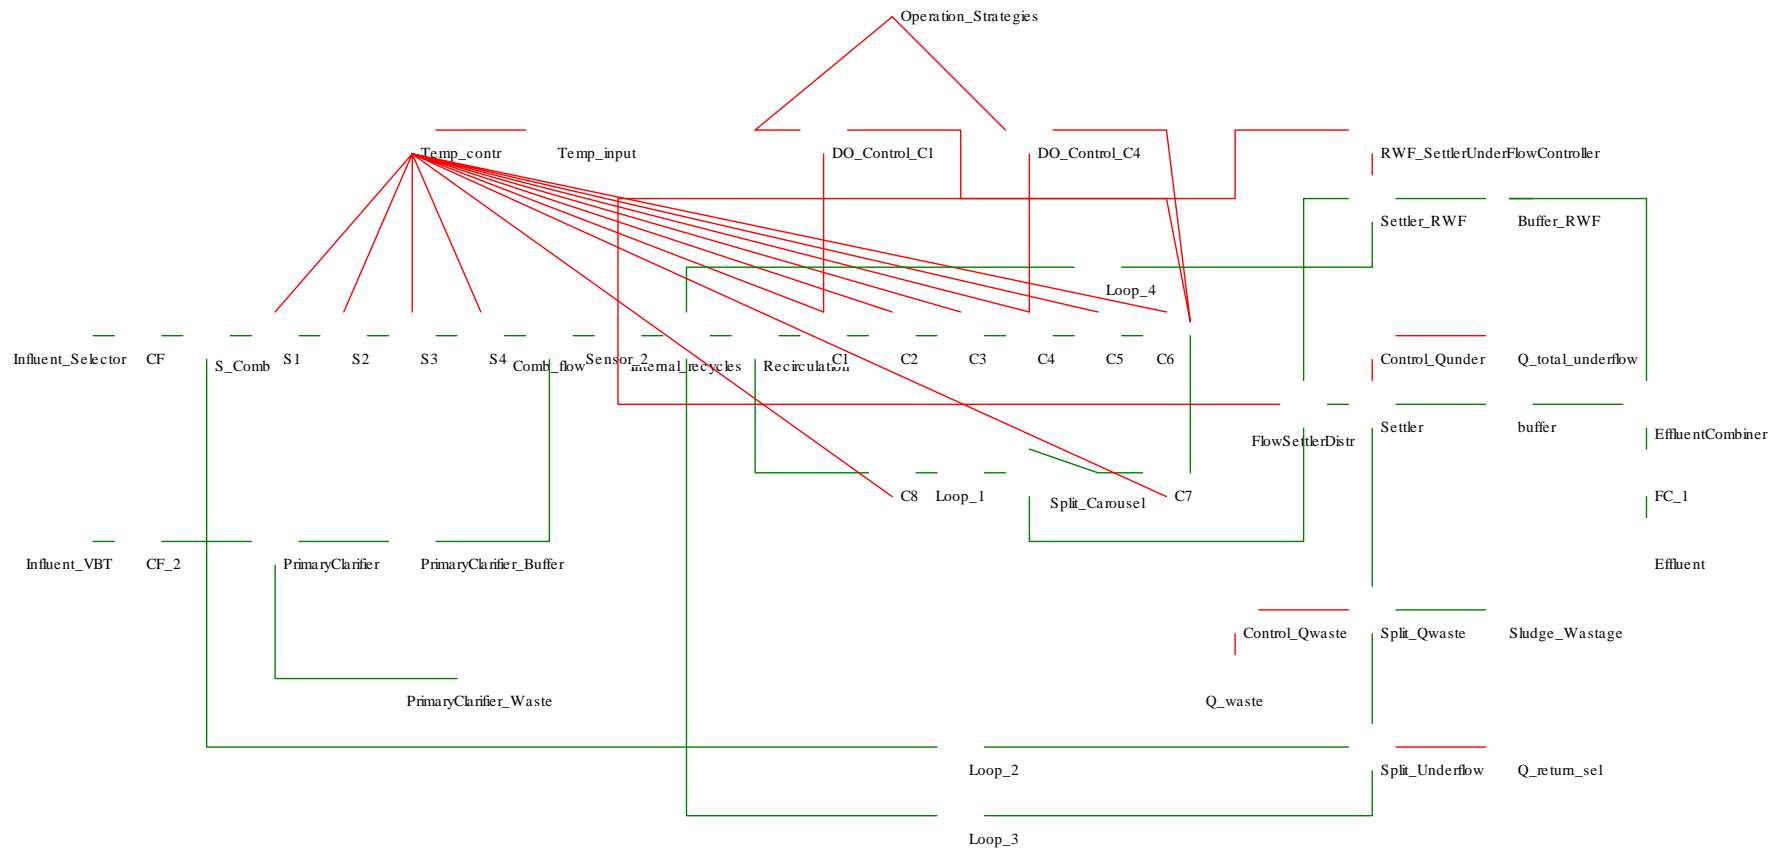 Operation_Strategies
Temp_contr
Temp_input
DO_Control_C1
DO_Control_C4
RWF_SettlerUnderFlowController
Settler_RWF
Buffer_RWF
Loop_4
Influent_Selector
CF
S_Comb
S1
S2
S3
S4
Comb_flow
Sensor_2
Internal_recycles
Recirculation
C1
C2
C3
C4
C5
C6
Control_Qunder
Q_total_underflow
FlowSettlerDistr
Settler
buffer
EffluentCombiner
C8
Loop_1
Split_Carousel
C7
FC_1
Influent_VBT
CF_2
PrimaryClarifier
PrimaryClarifier_Buffer
Effluent
Control_Qwaste
Split_Qwaste
Sludge_Wastage
PrimaryClarifier_Waste
Q_waste
Loop_2
Split_Underflow
Q_return_sel
Loop_3